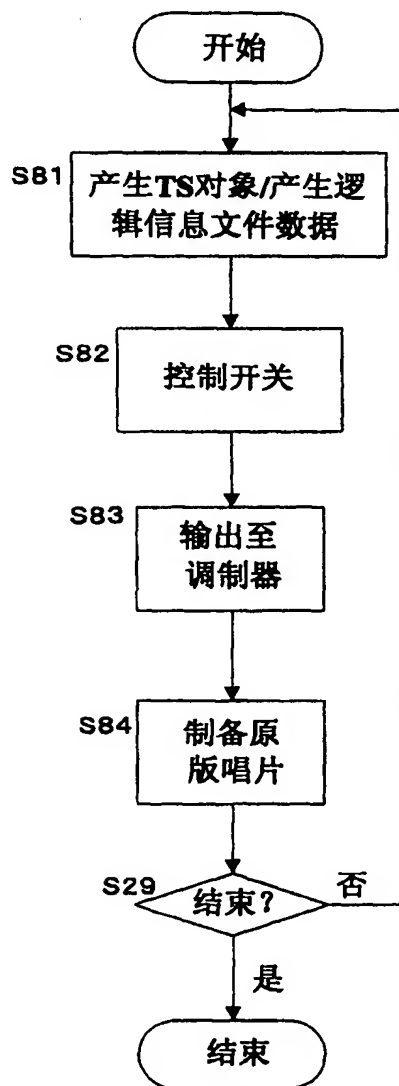 开始
S81
产生TS对象/产生逻
辑信息文件数据
S82
控制开关
S83
输出至
调制器
S84
制备原
版唱片
S29
结束？
否
是
结束